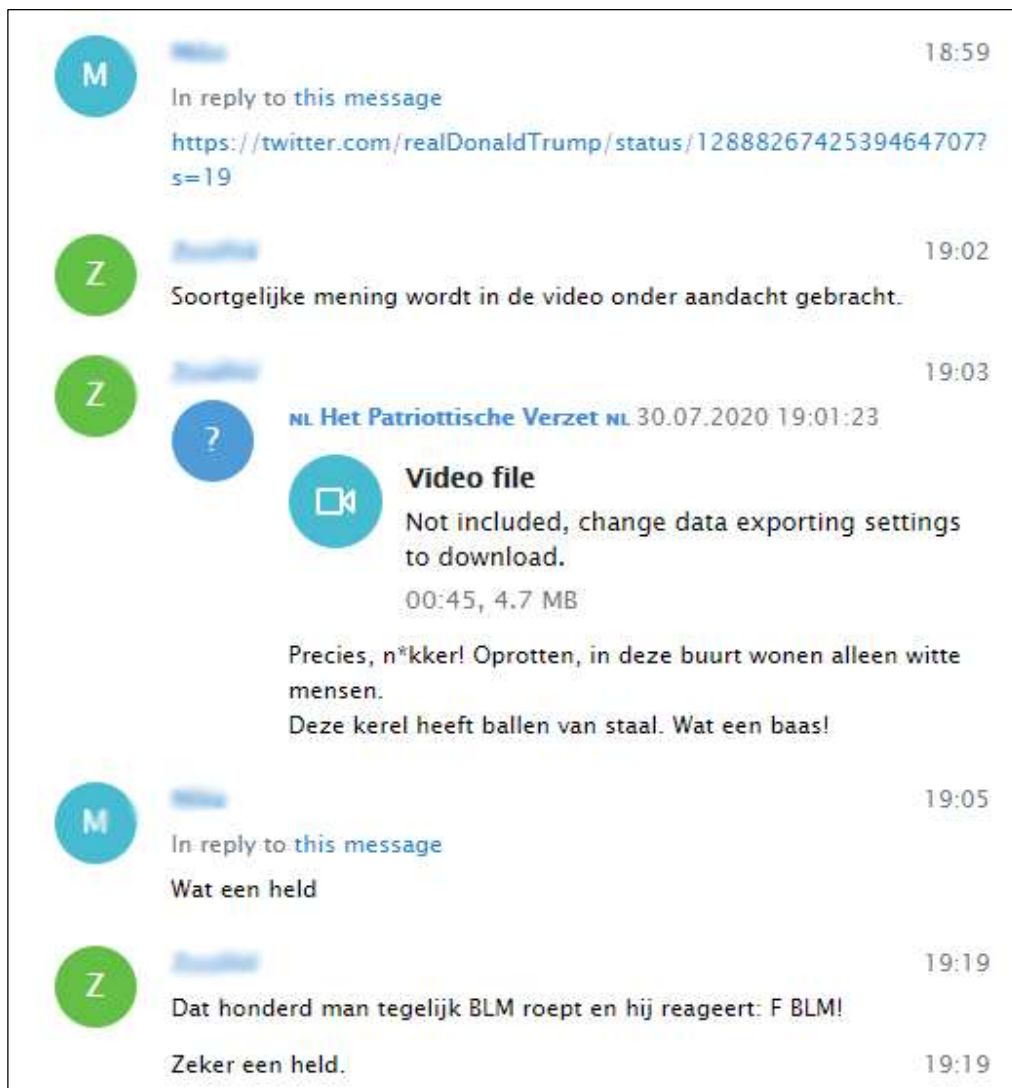 M
18:59
In reply to this message
https://twitter.com/realDonaldTrump/status/1288826742539464707?
s=19
Z
19:02
Soortgelijke mening wordt in de video onder aandacht gebracht.
Z
19:03
?
NL Het Patriottische Verzet NL 30.07.2020 19:01:23
Video file
Not included, change data exporting settings
to download.
00:45, 4.7 MB
Precies, n*kker! Oprotten, in deze buurt wonen alleen witte
mensen.
Deze kerel heeft ballen van staal. Wat een baas!
M
19:05
In reply to this message
Wat een held
Z
19:19
Dat honderd man tegelijk BLM roept en hij reageert: F BLM!
Zeker een held.
19:19